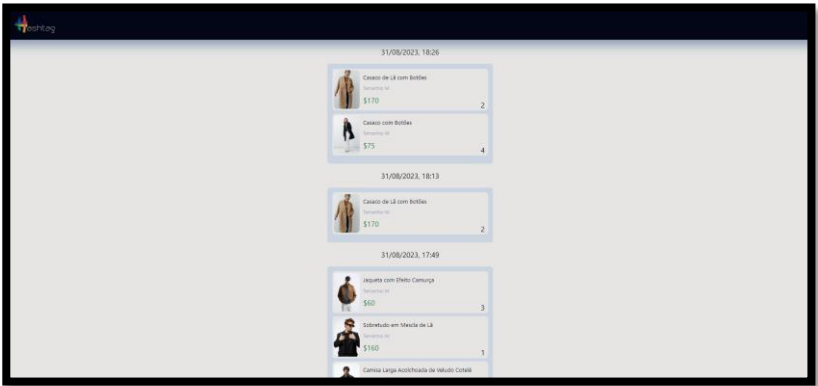 Hashtag
31/08/2023, 18:26
Casaco de Lã com Botões
Tamanho: M
$170
2
Casaco com Botões
Tamanho: M
$75
4
31/08/2023, 18:13
Casaco de Lã com Botões
Tamanho: M
$170
2
31/08/2023, 17:49
Jaqueta com Efeito Camurça
Tamanho: M
$60
3
Sobretudo em Mescla de Lã
Tamanho: M
$160
1
Camisa Larga Acolchoada de Veludo Cotelê